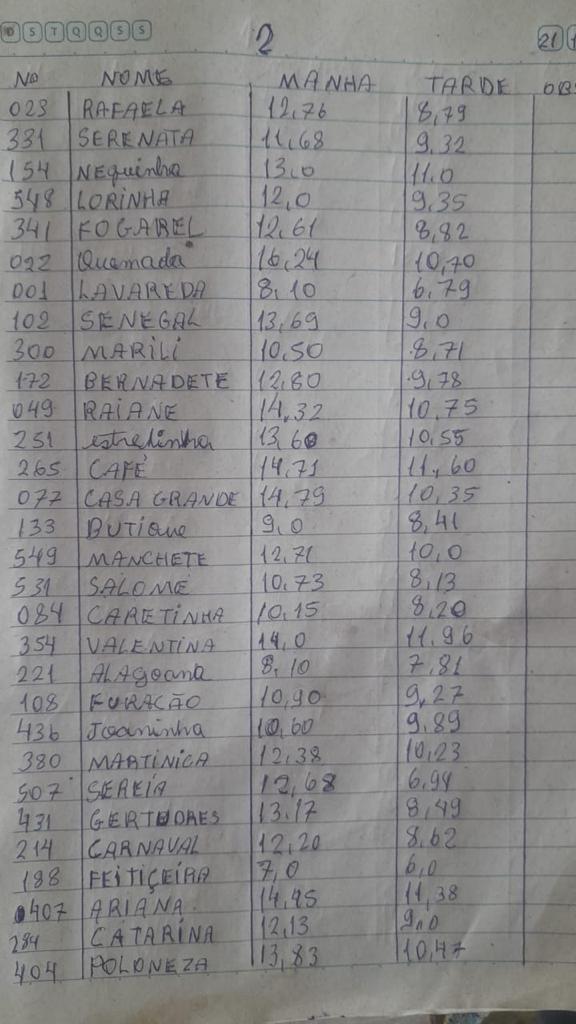 D S T Q Q S S
2
21
Nº NOME MANHA TARDE OBS
023 RAFAELA 12,76 8,79
331 SERENATA 11,68 9,32
154 Neguinha 13,0 11,0
548 LORINHA 12,0 9,35
341 FOGAREL 12,61 8,82
022 Quemada 16,24 10,70
001 LAVAREDA 8,10 6,79
102 SENEGAL 13,69 9,0
300 MARILÍ 10,50 8,71
172 BERNADETE 12,80 9,78
049 RAIANE 14,32 10,75
251 estrelinha 13,60 10,55
265 CAFÉ 14,71 11,60
077 CASA GRANDE 14,79 10,35
133 BUTique 9,0 8,41
549 MANCHETE 12,71 10,0
531 SALOMÉ 10,73 8,13
084 CARETINHA 10,15 8,20
354 VALENTINA 14,0 11,96
221 ALAgoana 8,10 7,81
108 FURACÃO 10,90 9,27
436 Joaninha 10,60 9,89
380 MARTINICA 12,38 10,23
507 SEREIA 12,68 6,94
431 GERTUDRES 13,17 8,49
214 CARNAVAL 12,20 8,62
188 FEITIÇEIRA 7,0 6,0
407 ARIANA 14,45 11,38
284 CATARINA 12,13 9,0
404 POLONEZA 13,83 10,47